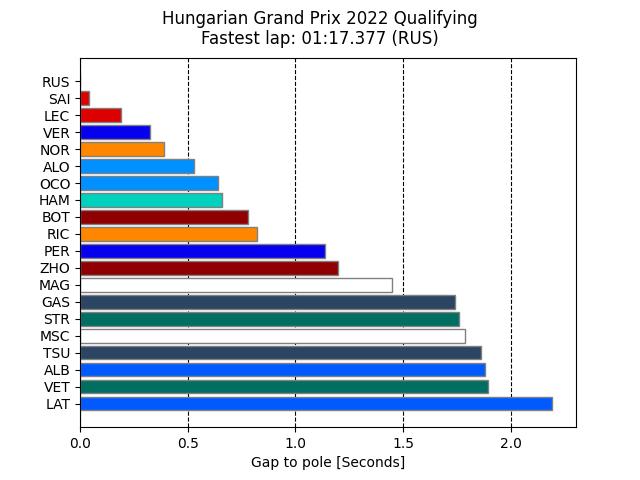 Hungarian Grand Prix 2022 Qualifying
Fastest lap: 01:17.377 (RUS)
RUS
SAI
LEC
VER
NOR
ALO
OCO
HAM
BOT
RIC
PER
ZHO
MAG
GAS
STR
MSC
TSU
ALB
VET
LAT
0.0 0.5 1.0 1.5 2.0
Gap to pole [Seconds]